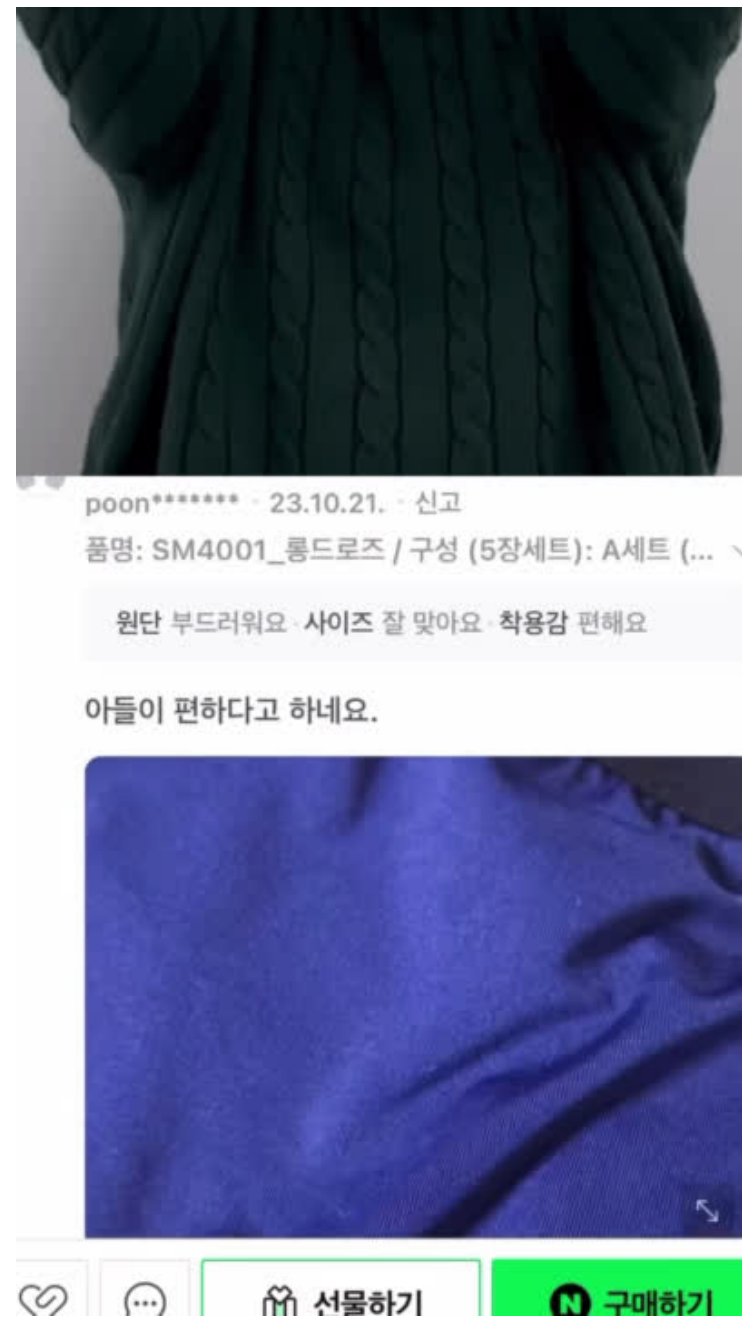 poon******* · 23.10.21. · 신고
품명: SM4001_롱드로즈 / 구성 (5장세트): A세트 (...
원단 부드러워요 · 사이즈 잘 맞아요 · 착용감 편해요
아들이 편하다고 하네요.
선물하기
N 구매하기